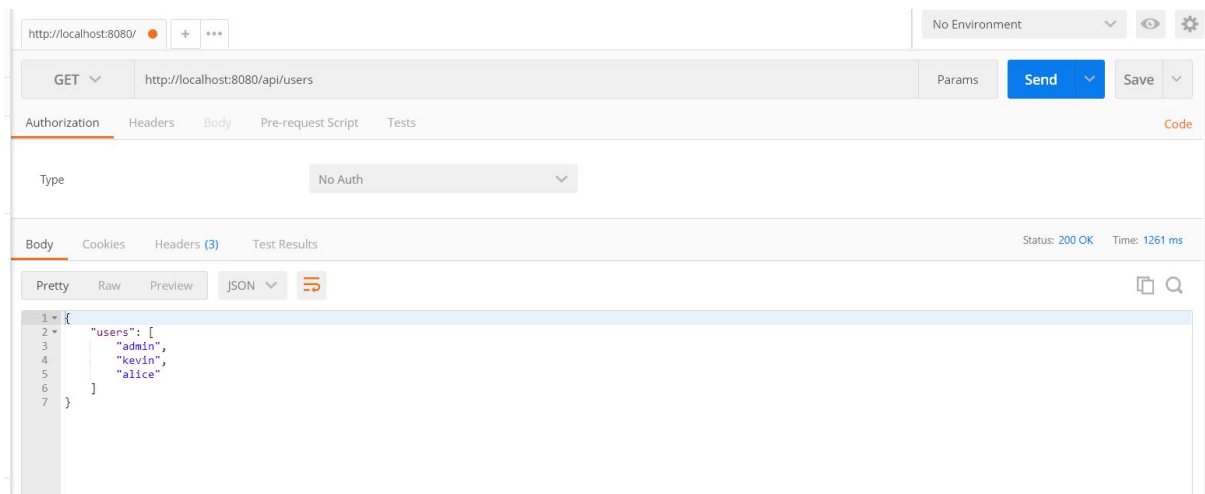 http://localhost:8080/
No Environment
GET http://localhost:8080/api/users Params Send Save
Authorization Headers Body Pre-request Script Tests Code
Type No Auth
Body Cookies Headers (3) Test Results Status: 200 OK Time: 1261 ms
Pretty Raw Preview JSON
1 {
2 "users": [
3 "admin",
4 "kevin",
5 "alice"
6 ]
7 }